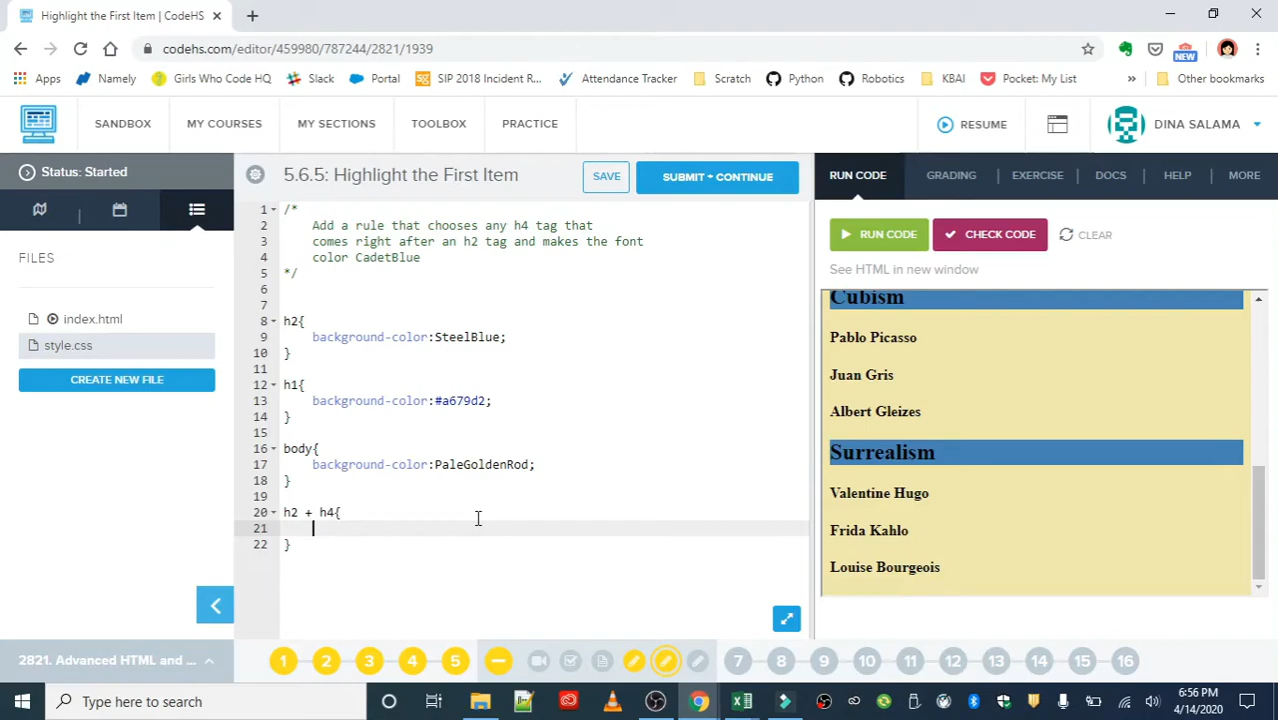 Highlight the First Item | CodeHS
codehs.com/editor/459980/787244/2821/1939
NEW
Apps Namely Girls Who Code HQ Slack Portal SIP 2018 Incident R... Attendance Tracker Scratch Python Robotics KBAI Pocket: My List » Other bookmarks
SANDBOX MY COURSES MY SECTIONS TOOLBOX PRACTICE RESUME DINA SALAMA
Status: Started
5.6.5: Highlight the First Item SAVE SUBMIT + CONTINUE
RUN CODE GRADING EXERCISE DOCS HELP MORE
FILES
index.html
style.css
CREATE NEW FILE
1 /*
2 Add a rule that chooses any h4 tag that
3 comes right after an h2 tag and makes the font
4 color CadetBlue
5 */
6
7
8 h2{
9 background-color:SteelBlue;
10 }
11
12 h1{
13 background-color:#a679d2;
14 }
15
16 body{
17 background-color:PaleGoldenRod;
18 }
19
20 h2 + h4{
21
22 }
RUN CODE CHECK CODE CLEAR
See HTML in new window
Cubism
Pablo Picasso
Juan Gris
Albert Gleizes
Surrealism
Valentine Hugo
Frida Kahlo
Louise Bourgeois
2821. Advanced HTML and ... 1 2 3 4 5 7 8 9 10 11 12 13 14 15 16
Type here to search
6:56 PM
4/14/2020